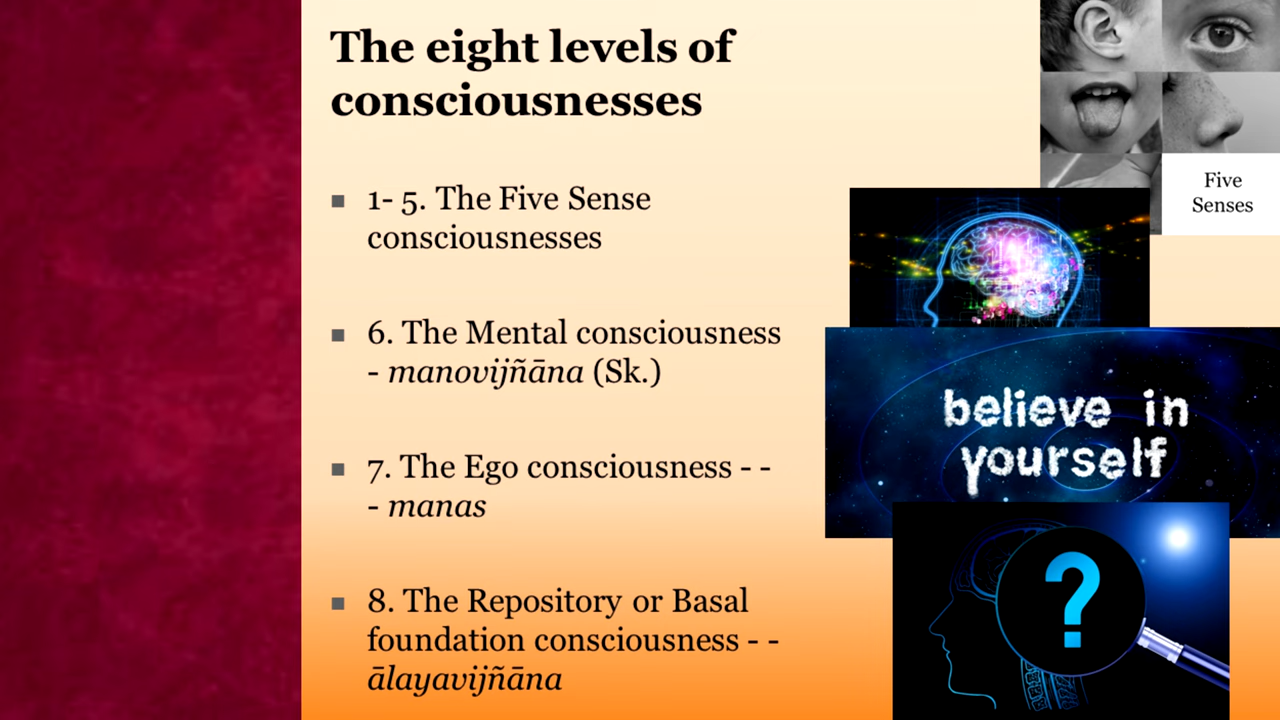 The eight levels of
consciousnesses
▪ 1- 5. The Five Sense
consciousnesses
▪ 6. The Mental consciousness
- manovijñāna (Sk.)
▪ 7. The Ego consciousness - -
- manas
▪ 8. The Repository or Basal
foundation consciousness - -
ālayavijñāna
Five
Senses
believe in
yourself
?